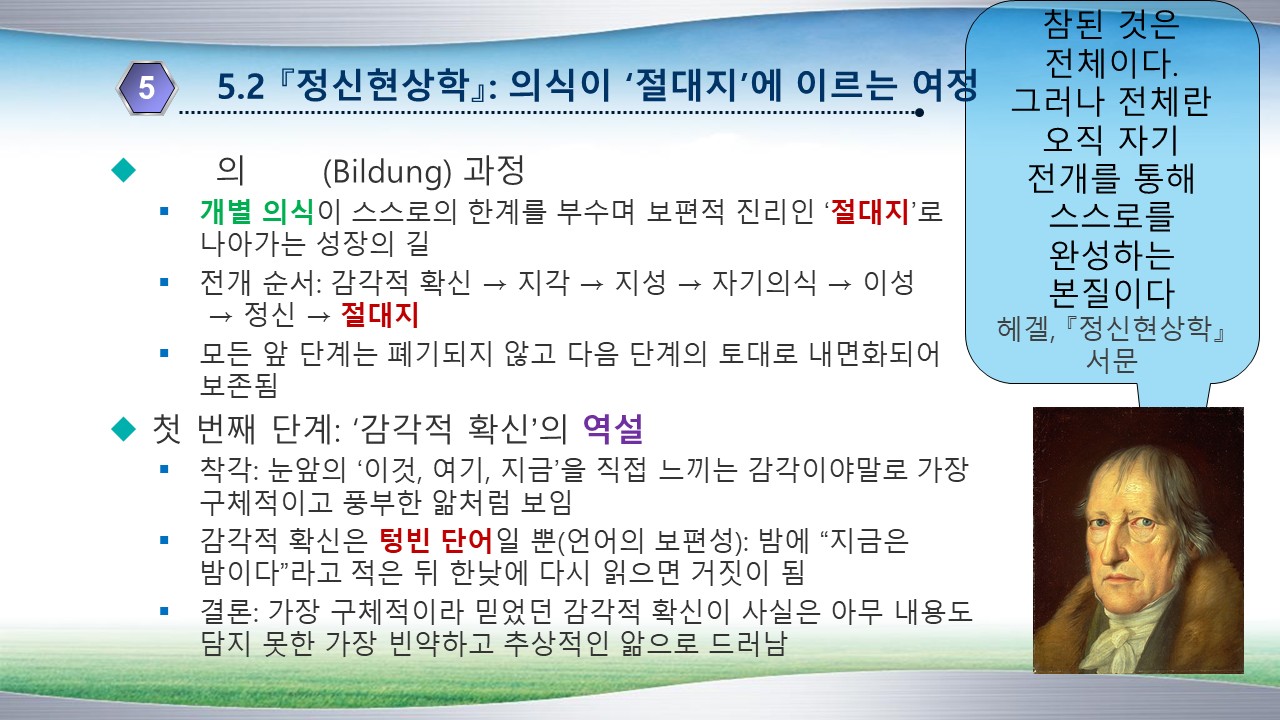 5
5.2 『정신현상학』: 의식이 ‘절대지’에 이르는 여정
의 (Bildung) 과정
개별 의식이 스스로의 한계를 부수며 보편적 진리인 ‘절대지’로
나아가는 성장의 길
전개 순서: 감각적 확신 → 지각 → 지성 → 자기의식 → 이성
→ 정신 → 절대지
모든 앞 단계는 폐기되지 않고 다음 단계의 토대로 내면화되어
보존됨
첫 번째 단계: ‘감각적 확신’의 역설
착각: 눈앞의 ‘이것, 여기, 지금’을 직접 느끼는 감각이야말로 가장
구체적이고 풍부한 앎처럼 보임
감각적 확신은 텅빈 단어일 뿐(언어의 보편성): 밤에 “지금은
밤이다”라고 적은 뒤 한낮에 다시 읽으면 거짓이 됨
결론: 가장 구체적이라 믿었던 감각적 확신이 사실은 아무 내용도
담지 못한 가장 빈약하고 추상적인 앎으로 드러남
참된 것은
전체이다.
그러나 전체란
오직 자기
전개를 통해
스스로를
완성하는
본질이다
헤겔, 『정신현상학』
서문